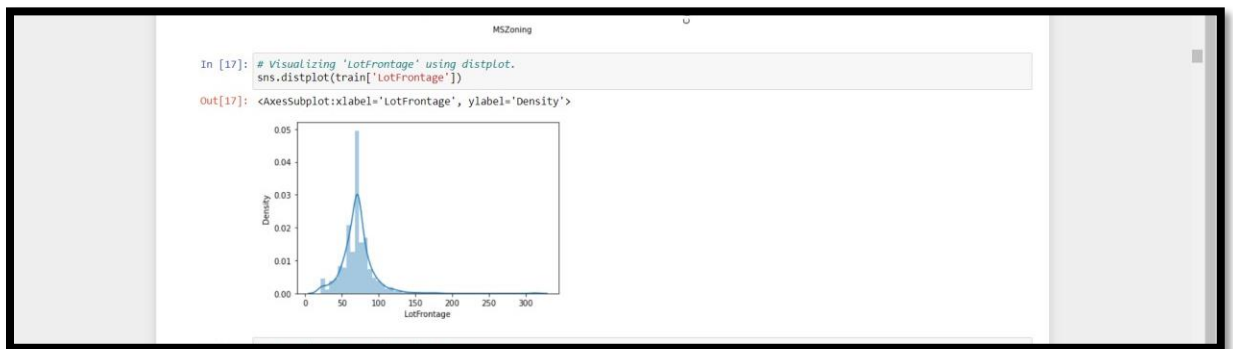 MSZoning
In [17]: # Visualizing 'LotFrontage' using distplot.
sns.distplot(train['LotFrontage'])
Out[17]: <AxesSubplot:xlabel='LotFrontage', ylabel='Density'>
0.05
0.04
0.03
0.02
0.01
0.00
Density
0 50 100 150 200 250 300
LotFrontage